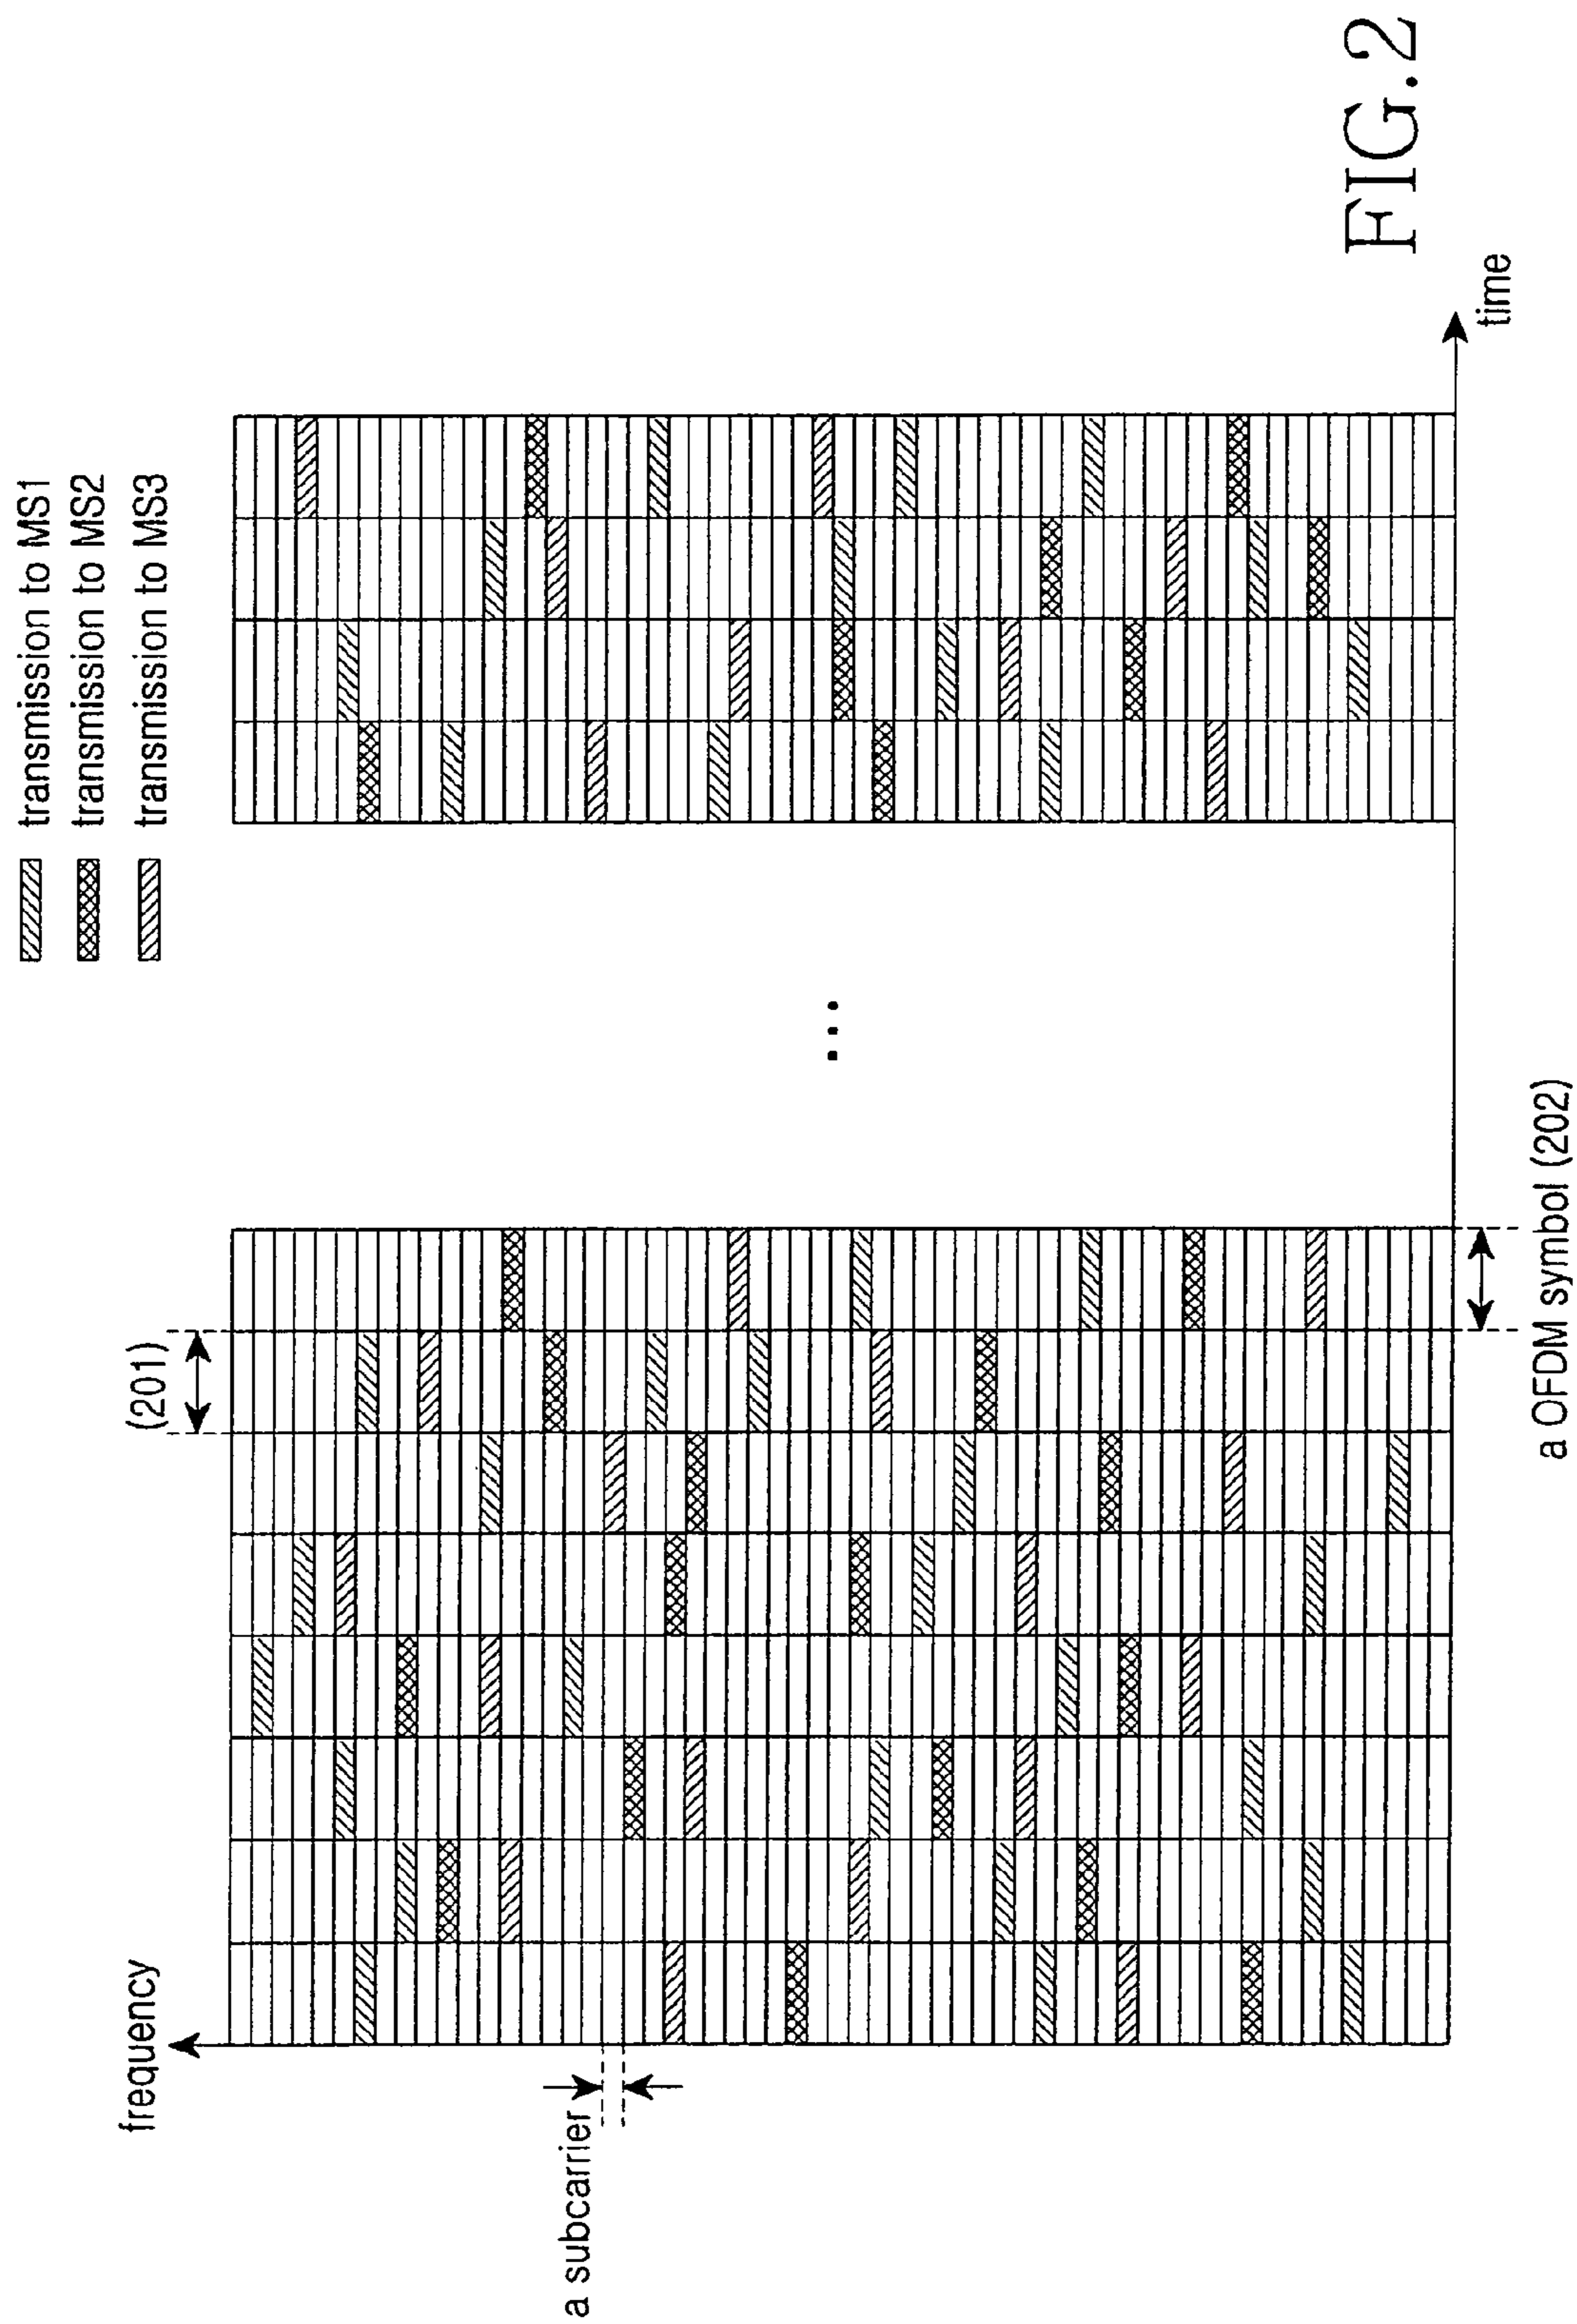 transmission to MS1
transmission to MS2
transmission to MS3
frequency
(201)
a subcarrier
...
time
a OFDM symbol (202)
FIG.2